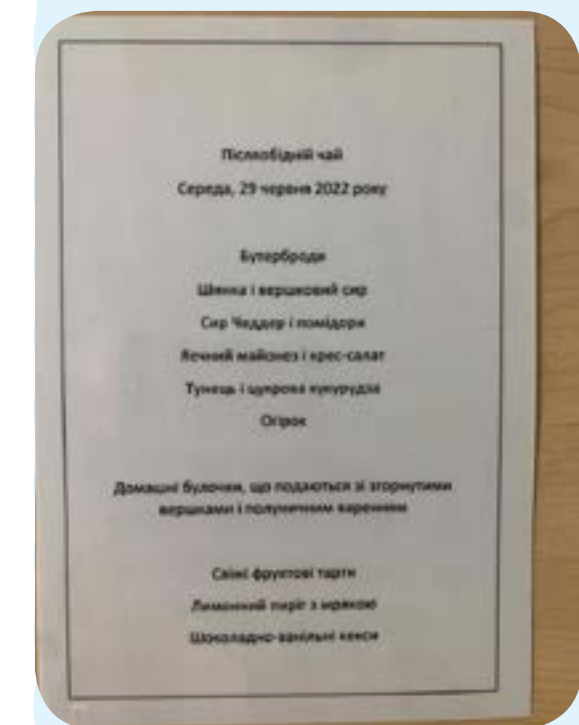 Післяобідній чай
Середа, 29 червня 2022 року
Бутерброди
Шинка і вершковий сир
Сир Чеддер і помідори
Яєчний майонез і крес-салат
Тунець і цукрова кукурудза
Огірок
Домашні булочки, що подаються зі згорнутими
вершками і полуничним варенням
Свіжі фруктові тарти
Лимонний пиріг з мрякою
Шоколадно-ванільні кекси